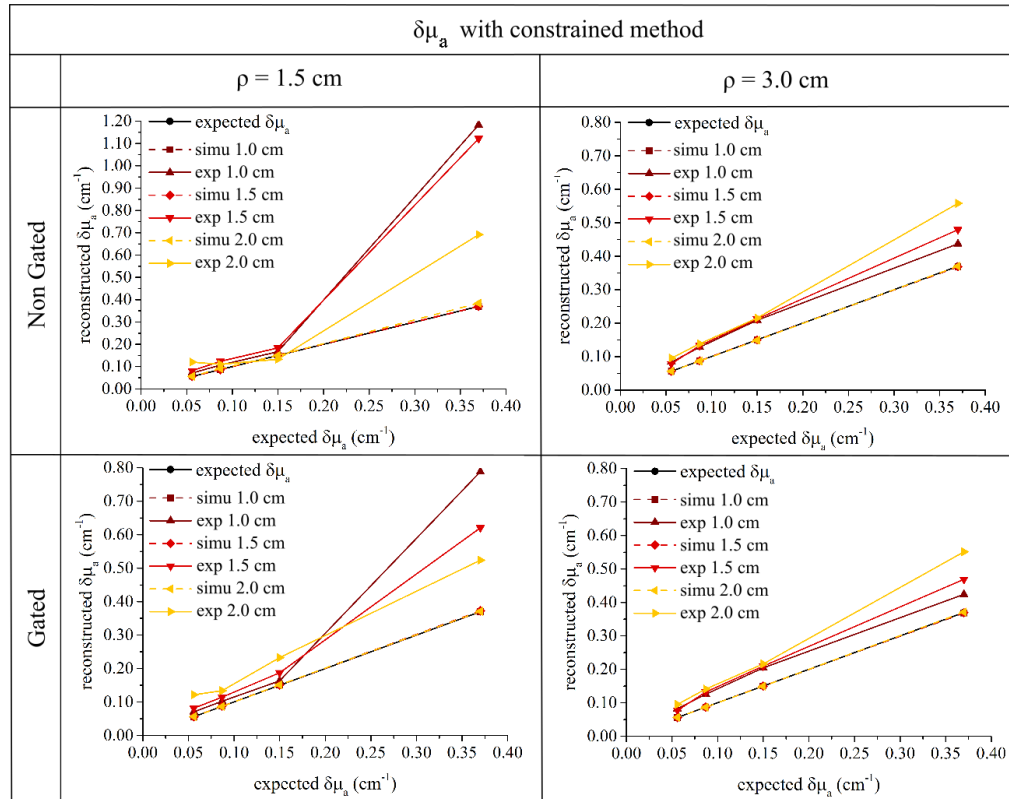 δμₐ with constrained method
ρ = 1.5 cm
ρ = 3.0 cm
Non Gated
reconstructed δμₐ (cm⁻¹)
1.20
1.10
1.00
0.90
0.80
0.70
0.60
0.50
0.40
0.30
0.20
0.10
0.00
expected δμₐ
simu 1.0 cm
exp 1.0 cm
simu 1.5 cm
exp 1.5 cm
simu 2.0 cm
exp 2.0 cm
0.00 0.05 0.10 0.15 0.20 0.25 0.30 0.35 0.40
expected δμₐ (cm⁻¹)
reconstructed δμₐ (cm⁻¹)
0.80
0.70
0.60
0.50
0.40
0.30
0.20
0.10
0.00
expected δμₐ
simu 1.0 cm
exp 1.0 cm
simu 1.5 cm
exp 1.5 cm
simu 2.0 cm
exp 2.0 cm
0.00 0.05 0.10 0.15 0.20 0.25 0.30 0.35 0.40
expected δμₐ (cm⁻¹)
Gated
reconstructed δμₐ (cm⁻¹)
0.80
0.70
0.60
0.50
0.40
0.30
0.20
0.10
0.00
expected δμₐ
simu 1.0 cm
exp 1.0 cm
simu 1.5 cm
exp 1.5 cm
simu 2.0 cm
exp 2.0 cm
0.00 0.05 0.10 0.15 0.20 0.25 0.30 0.35 0.40
expected δμₐ (cm⁻¹)
reconstructed δμₐ (cm⁻¹)
0.80
0.70
0.60
0.50
0.40
0.30
0.20
0.10
0.00
expected δμₐ
simu 1.0 cm
exp 1.0 cm
simu 1.5 cm
exp 1.5 cm
simu 2.0 cm
exp 2.0 cm
0.00 0.05 0.10 0.15 0.20 0.25 0.30 0.35 0.40
expected δμₐ (cm⁻¹)